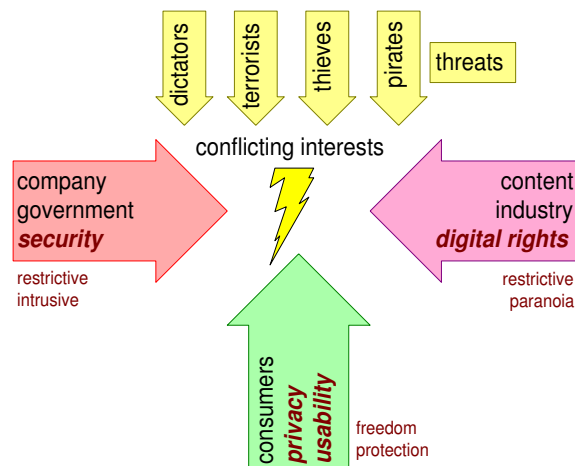 dictators
terrorists
thieves
pirates
threats
conflicting interests
company
government
security
restrictive
intrusive
content
industry
digital rights
restrictive
paranoia
consumers
privacy
usability
freedom
protection